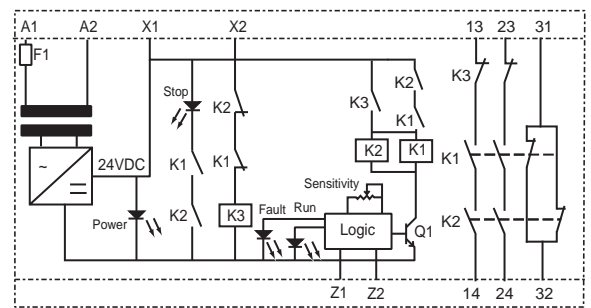 A1 A2 X1 X2 13 23 31
F1
K3
Stop
K2 K3 K2
K1
K1 K1 K2 K1 K1
24VDC
Sensitivity
Power K2 K3 Fault Run Logic Q1 K2
Z1 Z2 14 24 32